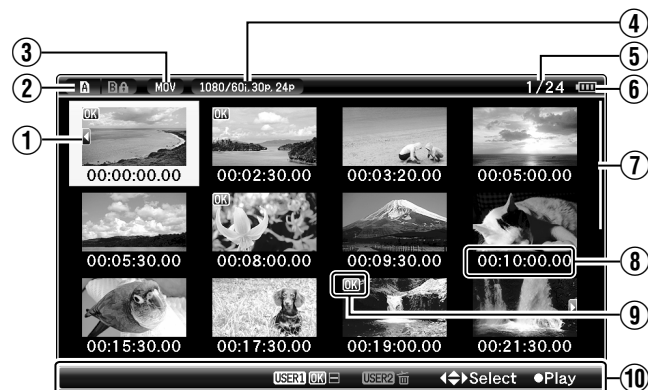 ④
③ ⑤
② A B MOV 1080/60i.30p.24p 1/24 ⑥
OK OK
①
⑦
00:00:00.00 00:02:30.00 00:03:20.00 00:05:00.00
OK
00:05:30.00 00:08:00.00 00:09:30.00 00:10:00.00 ⑧
OK ⑨
00:15:30.00 00:17:30.00 00:19:00.00 00:21:30.00
USER1 OK USER2 Select ●Play ⑩